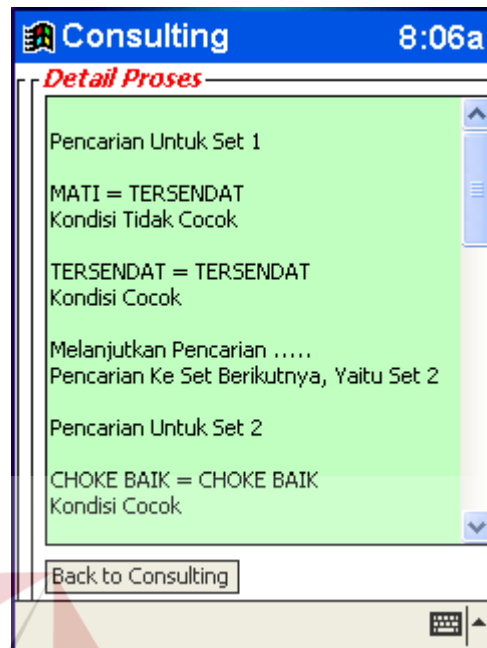 Consulting 8:06a
Detail Proses
Pencarian Untuk Set 1
MATI = TERSENDAT
Kondisi Tidak Cocok
TERSENDAT = TERSENDAT
Kondisi Cocok
Melanjutkan Pencarian .....
Pencarian Ke Set Berikutnya, Yaitu Set 2
Pencarian Untuk Set 2
CHOKE BAIK = CHOKE BAIK
Kondisi Cocok
Back to Consulting